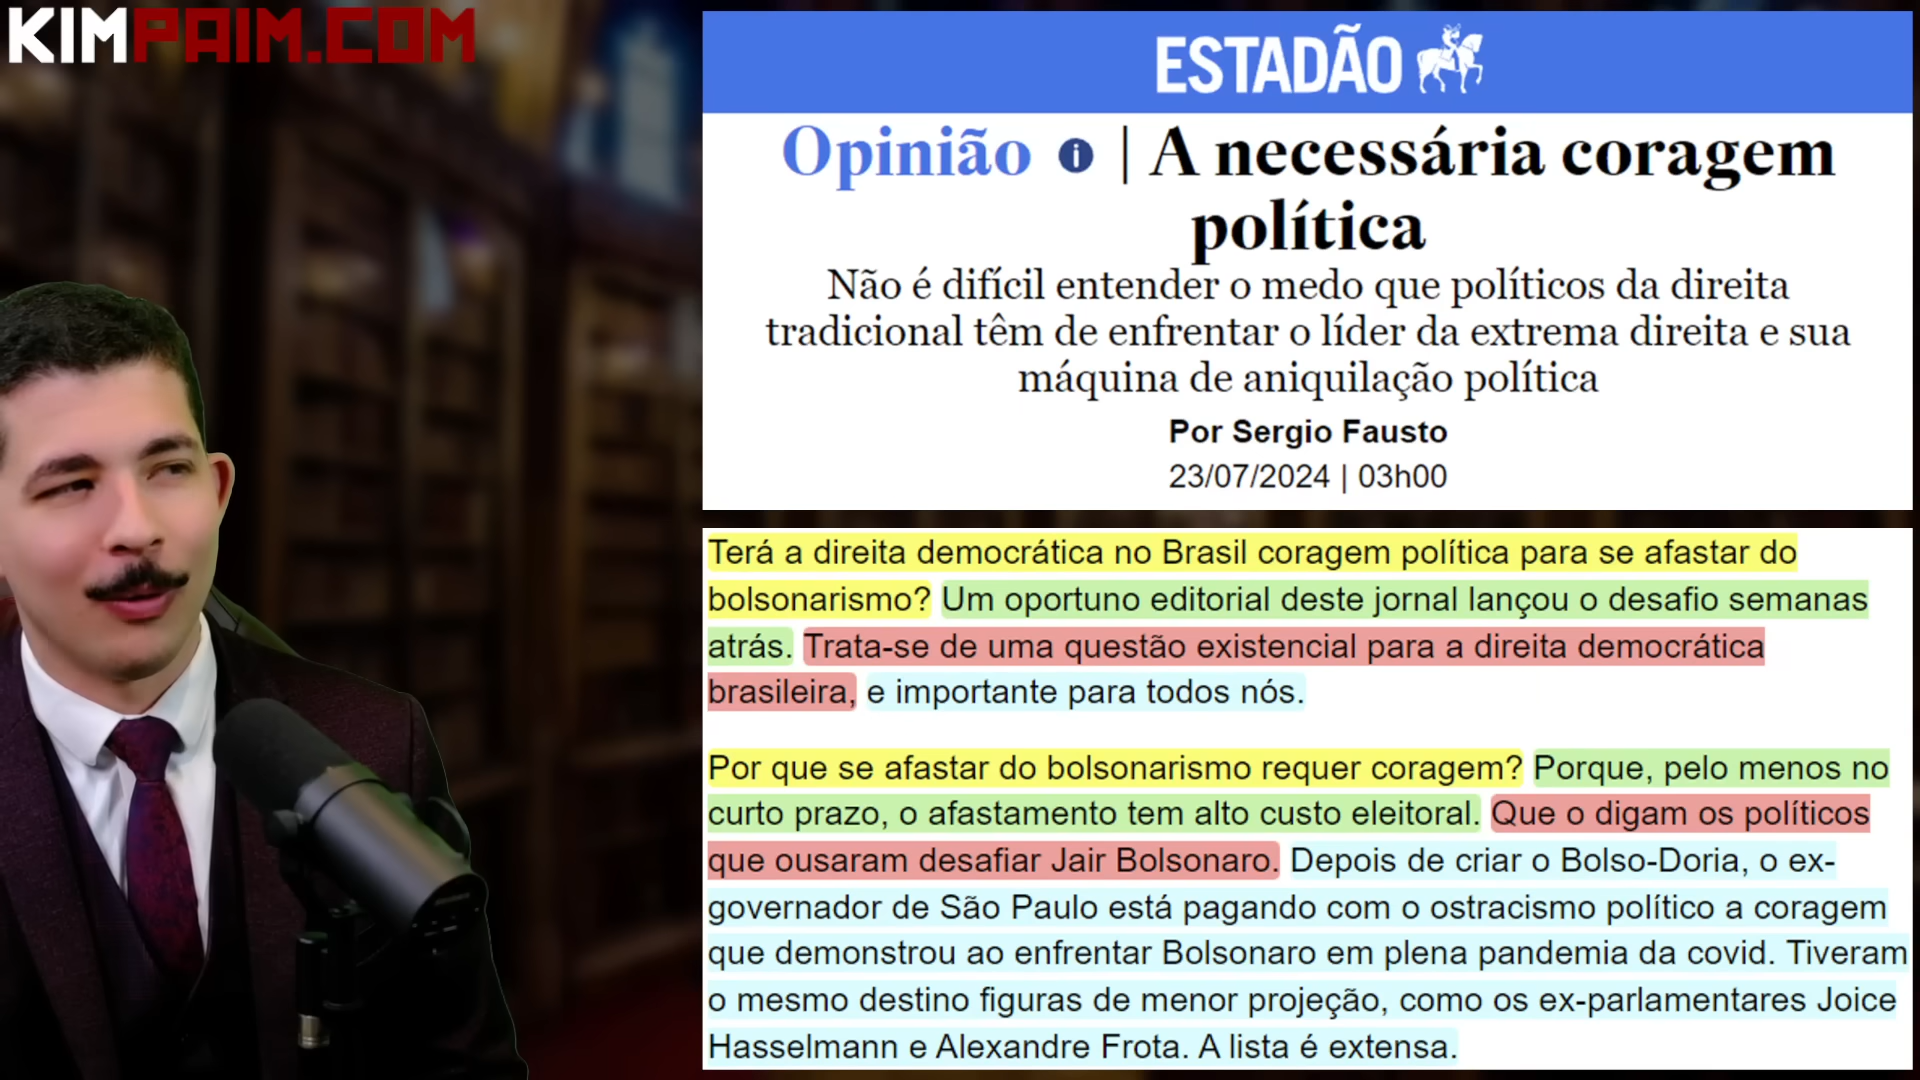 KIMPAIM.COM
ESTADÃO
Opinião i | A necessária coragem
política
Não é difícil entender o medo que políticos da direita
tradicional têm de enfrentar o líder da extrema direita e sua
máquina de aniquilação política
Por Sergio Fausto
23/07/2024 | 03h00
Terá a direita democrática no Brasil coragem política para se afastar do
bolsonarismo? Um oportuno editorial deste jornal lançou o desafio semanas
atrás. Trata-se de uma questão existencial para a direita democrática
brasileira, e importante para todos nós.
Por que se afastar do bolsonarismo requer coragem? Porque, pelo menos no
curto prazo, o afastamento tem alto custo eleitoral. Que o digam os políticos
que ousaram desafiar Jair Bolsonaro. Depois de criar o Bolso-Doria, o ex-
governador de São Paulo está pagando com o ostracismo político a coragem
que demonstrou ao enfrentar Bolsonaro em plena pandemia da covid. Tiveram
o mesmo destino figuras de menor projeção, como os ex-parlamentares Joice
Hasselmann e Alexandre Frota. A lista é extensa.